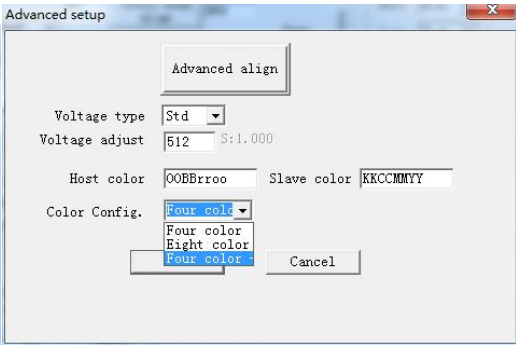 Advanced setup
Advanced align
Voltage type Std
Voltage adjust 512 S:1.000
Host color OOBBrroo Slave color KKCCMMYY
Color Config. Four colo
Four color
Eight color
Four color -
Cancel